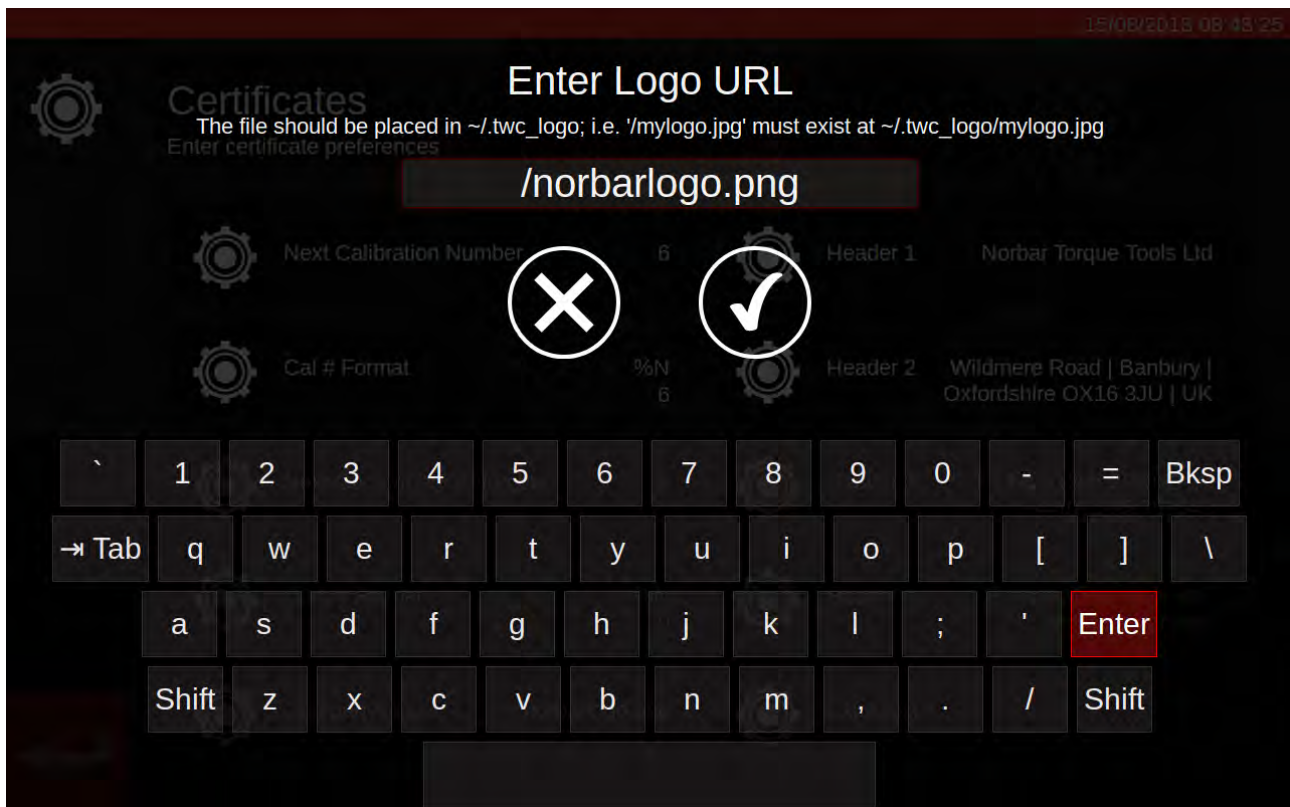 15/08/2018 08:48:25
Enter Logo URL
Certificates
The file should be placed in ~/.twc_logo; i.e. '/mylogo.jpg' must exist at ~/.twc_logo/mylogo.jpg
Enter certificate preferences
/norbarlogo.png
Next Calibration Number 6 Header 1 Norbar Torque Tools Ltd
Cal # Format %N Header 2 Wildmere Road | Banbury |
6 Oxfordshire OX16 3JU | UK
` 1 2 3 4 5 6 7 8 9 0 - = Bksp
⇥ Tab q w e r t y u i o p [ ] \
a s d f g h j k l ; ' Enter
Shift z x c v b n m , . / Shift